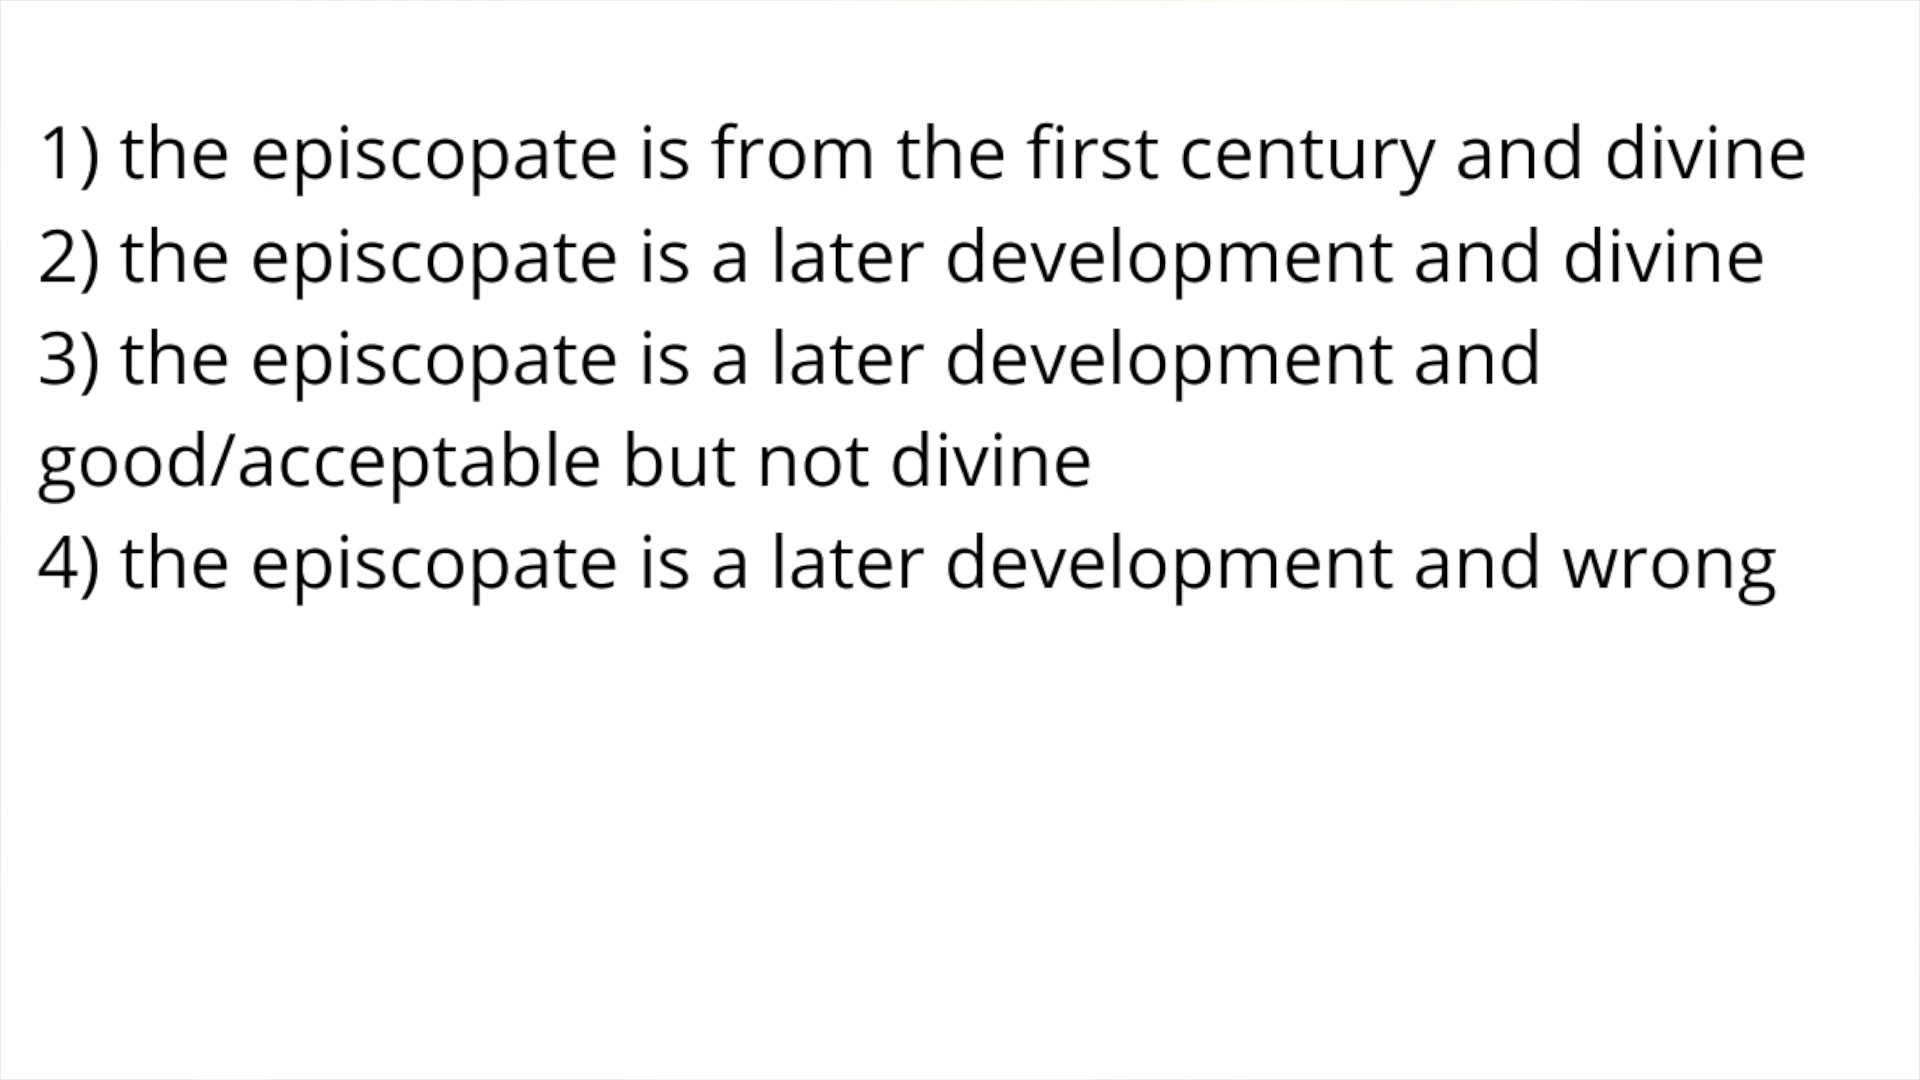 1) the episcopate is from the first century and divine
2) the episcopate is a later development and divine
3) the episcopate is a later development and
good/acceptable but not divine
4) the episcopate is a later development and wrong